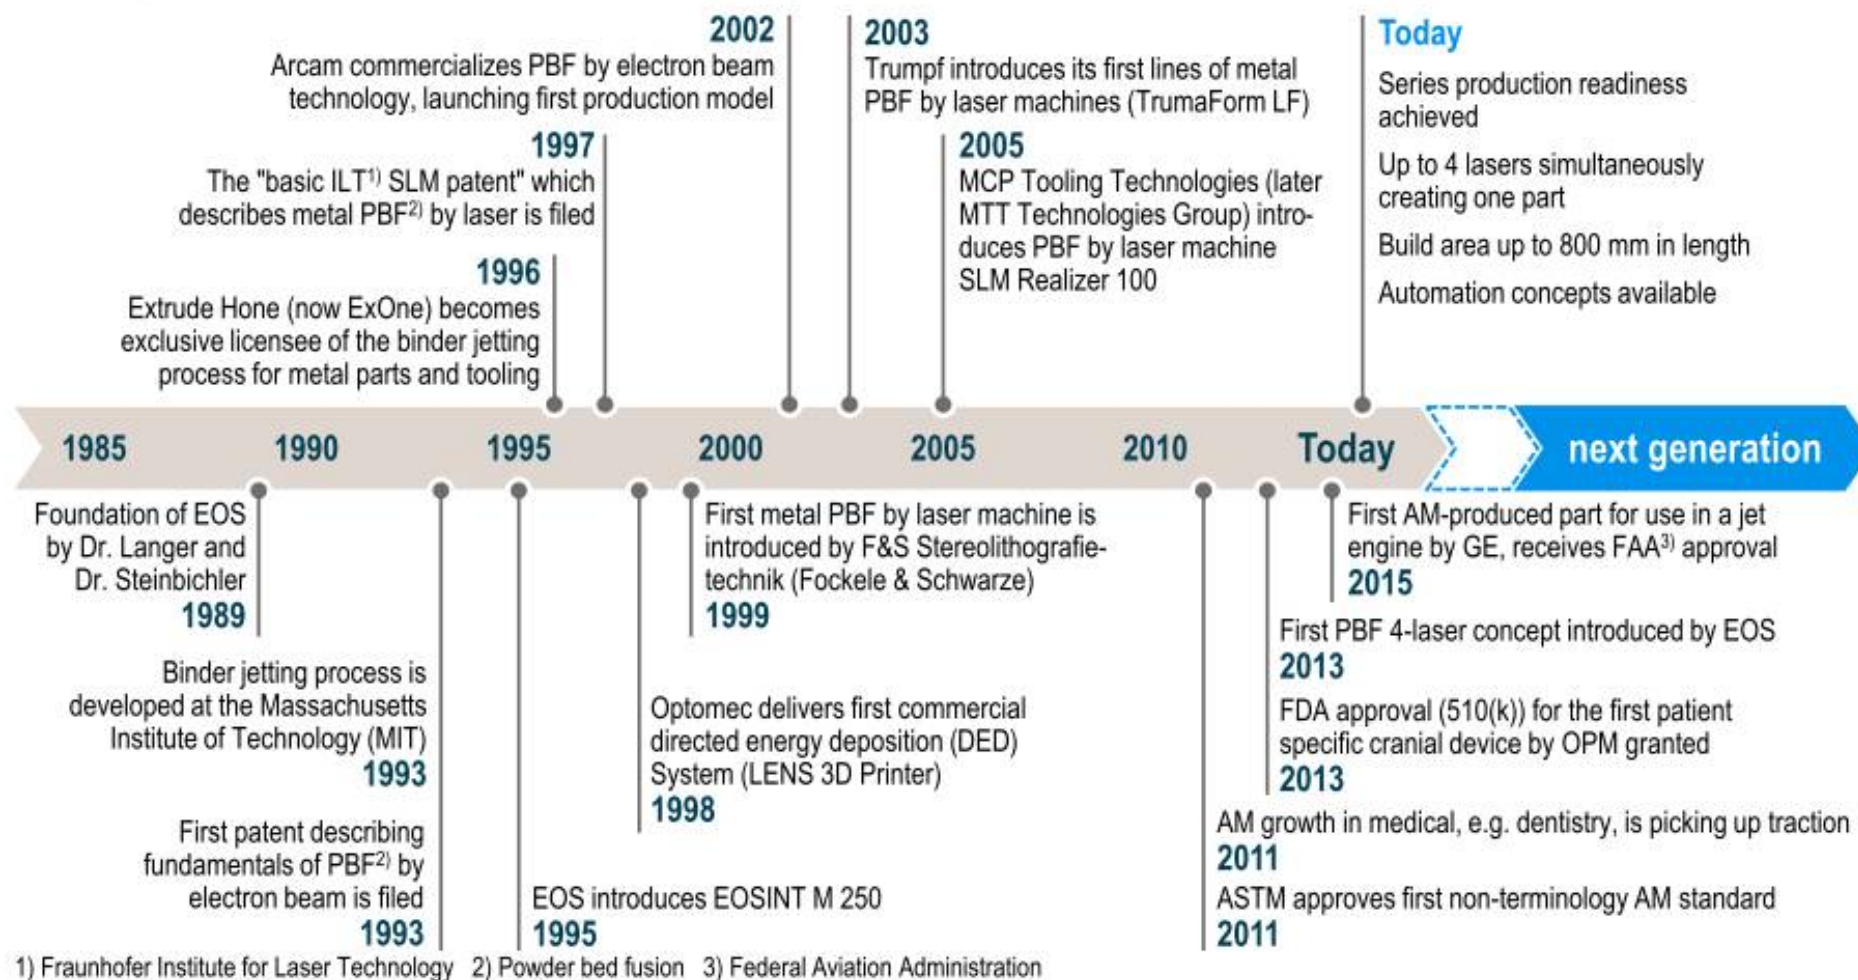 2002
Arcam commercializes PBF by electron beam
technology, launching first production model
1997
The "basic ILT1) SLM patent" which
describes metal PBF2) by laser is filed
1996
Extrude Hone (now ExOne) becomes
exclusive licensee of the binder jetting
process for metal parts and tooling
2003
Trumpf introduces its first lines of metal
PBF by laser machines (TrumaForm LF)
2005
MCP Tooling Technologies (later
MTT Technologies Group) intro-
duces PBF by laser machine
SLM Realizer 100
Today
Series production readiness
achieved
Up to 4 lasers simultaneously
creating one part
Build area up to 800 mm in length
Automation concepts available
1985 1990 1995 2000 2005 2010 Today next generation
Foundation of EOS
by Dr. Langer and
Dr. Steinbichler
1989
Binder jetting process is
developed at the Massachusetts
Institute of Technology (MIT)
1993
First patent describing
fundamentals of PBF2) by
electron beam is filed
1993
First metal PBF by laser machine is
introduced by F&S Stereolithografie-
technik (Fockele & Schwarze)
1999
Optomec delivers first commercial
directed energy deposition (DED)
System (LENS 3D Printer)
1998
EOS introduces EOSINT M 250
1995
First AM-produced part for use in a jet
engine by GE, receives FAA3) approval
2015
First PBF 4-laser concept introduced by EOS
2013
FDA approval (510(k)) for the first patient
specific cranial device by OPM granted
2013
AM growth in medical, e.g. dentistry, is picking up traction
2011
ASTM approves first non-terminology AM standard
2011
1) Fraunhofer Institute for Laser Technology 2) Powder bed fusion 3) Federal Aviation Administration